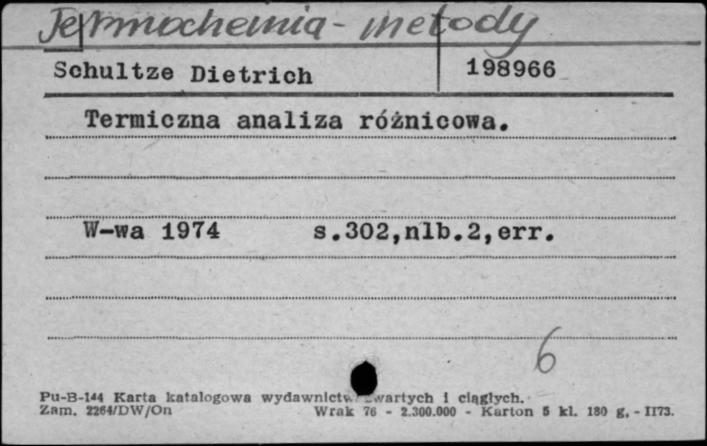 Termochemia - metody
Schultze Dietrich 198966
Termiczna analiza różnicowa.
W-wa 1974 s.302,nlb.2,err.
6
Pu-B-144 Karta katalogowa wydawnictw zwartych i ciągłych.
Zam. 2264/DW/On Wrak 76 - 2.300.000 - Karton 5 kl. 180 g. - II73.